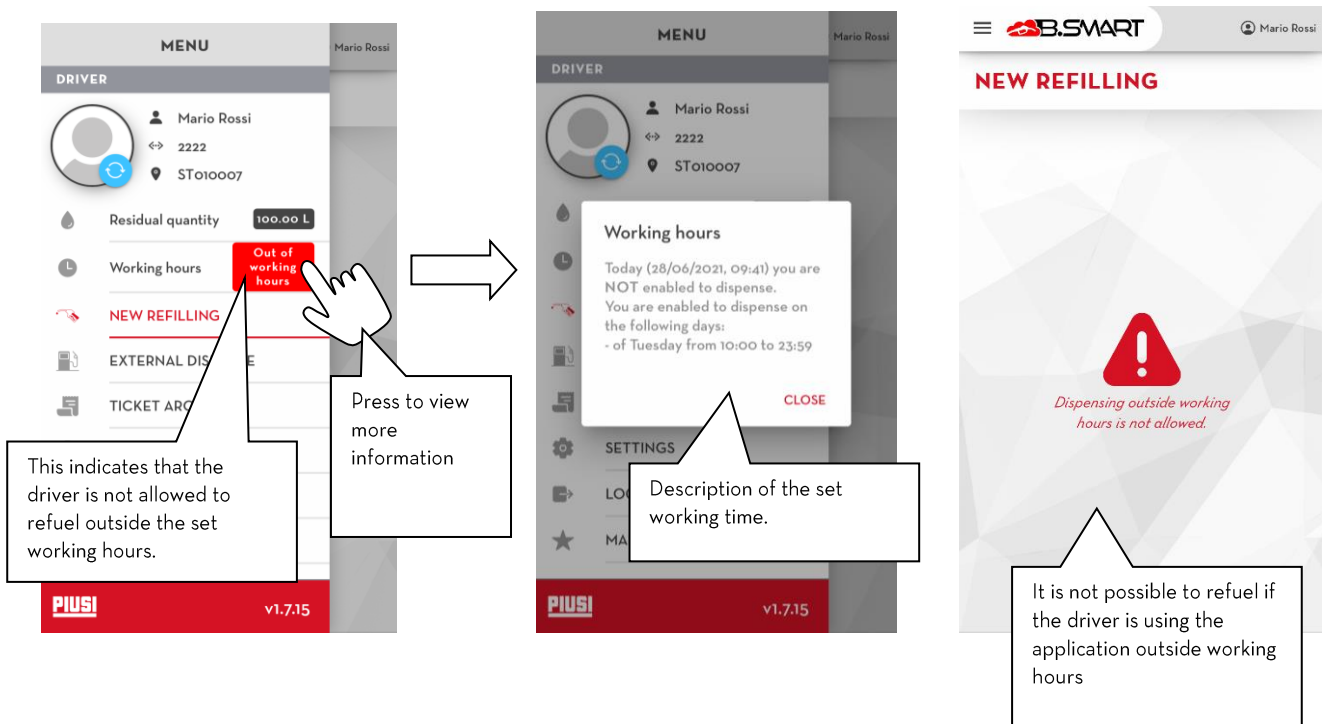 MENU
Mario Rossi
DRIVER
Mario Rossi
2222
ST010007
Residual quantity 100.00 L
Working hours
Out of
working
hours
NEW REFILLING
EXTERNAL DIS E
TICKET ARC
Press to view
more
information
This indicates that the
driver is not allowed to
refuel outside the set
working hours.
PIUSI v1.7.15
MENU
Mario Rossi
DRIVER
Mario Rossi
2222
ST010007
Working hours
Today (28/06/2021, 09:41) you are
NOT enabled to dispense.
You are enabled to dispense on
the following days:
- of Tuesday from 10:00 to 23:59
CLOSE
SETTINGS
LO
MA
Description of the set
working time.
PIUSI v1.7.15
B.SMART Mario Rossi
NEW REFILLING
Dispensing outside working
hours is not allowed.
It is not possible to refuel if
the driver is using the
application outside working
hours